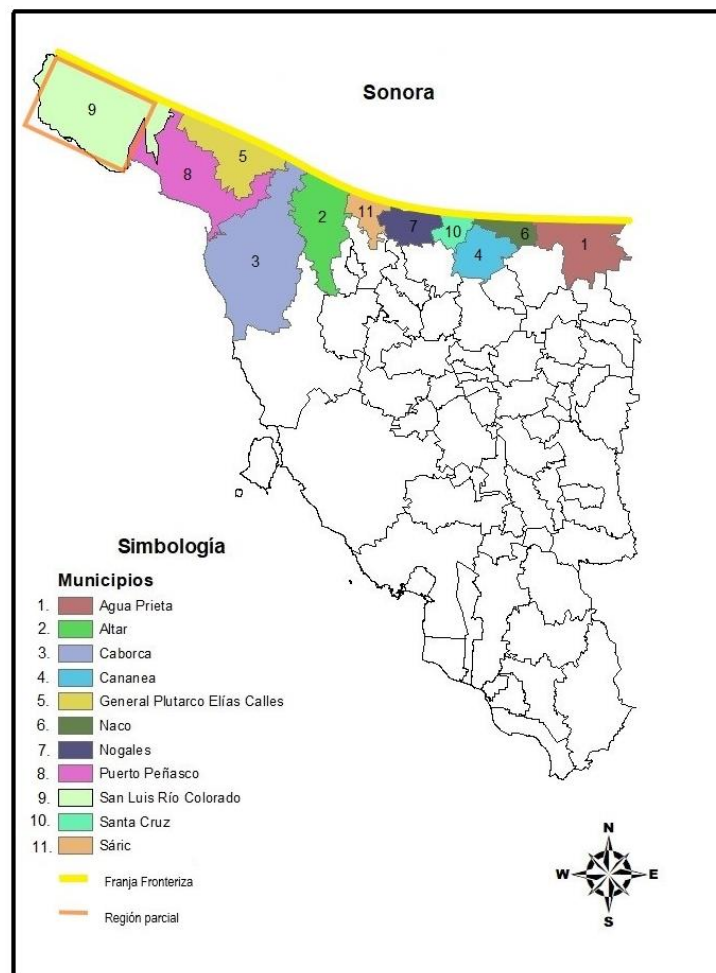 Sonora
9
5
8
2
11
7
10
6
1
4
3
Simbología
Municipios
1. Agua Prieta
2. Altar
3. Caborca
4. Cananea
5. General Plutarco Elías Calles
6. Naco
7. Nogales
8. Puerto Peñasco
9. San Luis Río Colorado
10. Santa Cruz
11. Sáric
Franja Fronteriza
Región parcial
N
W E
S